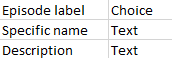 Episode label Choice
Specific name Text
Description Text